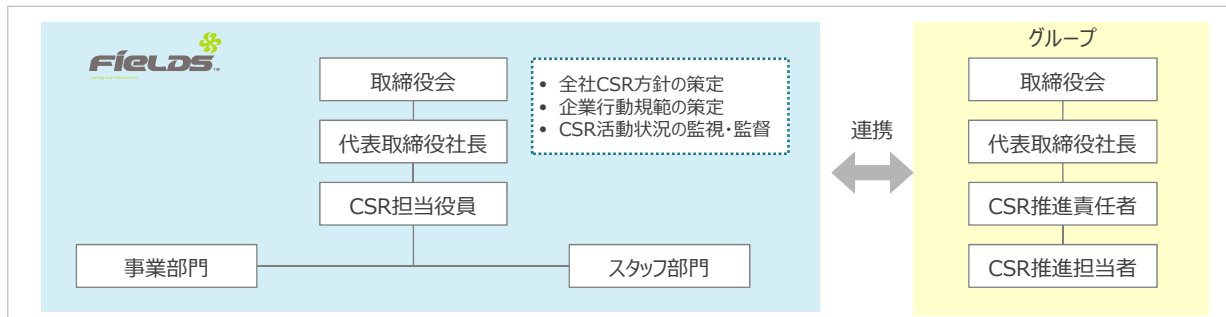 FIELDS
取締役会
• 全社CSR方針の策定
• 企業行動規範の策定
• CSR活動状況の監視・監督
代表取締役社長
CSR担当役員
事業部門
スタッフ部門
連携
グループ
取締役会
代表取締役社長
CSR推進責任者
CSR推進担当者